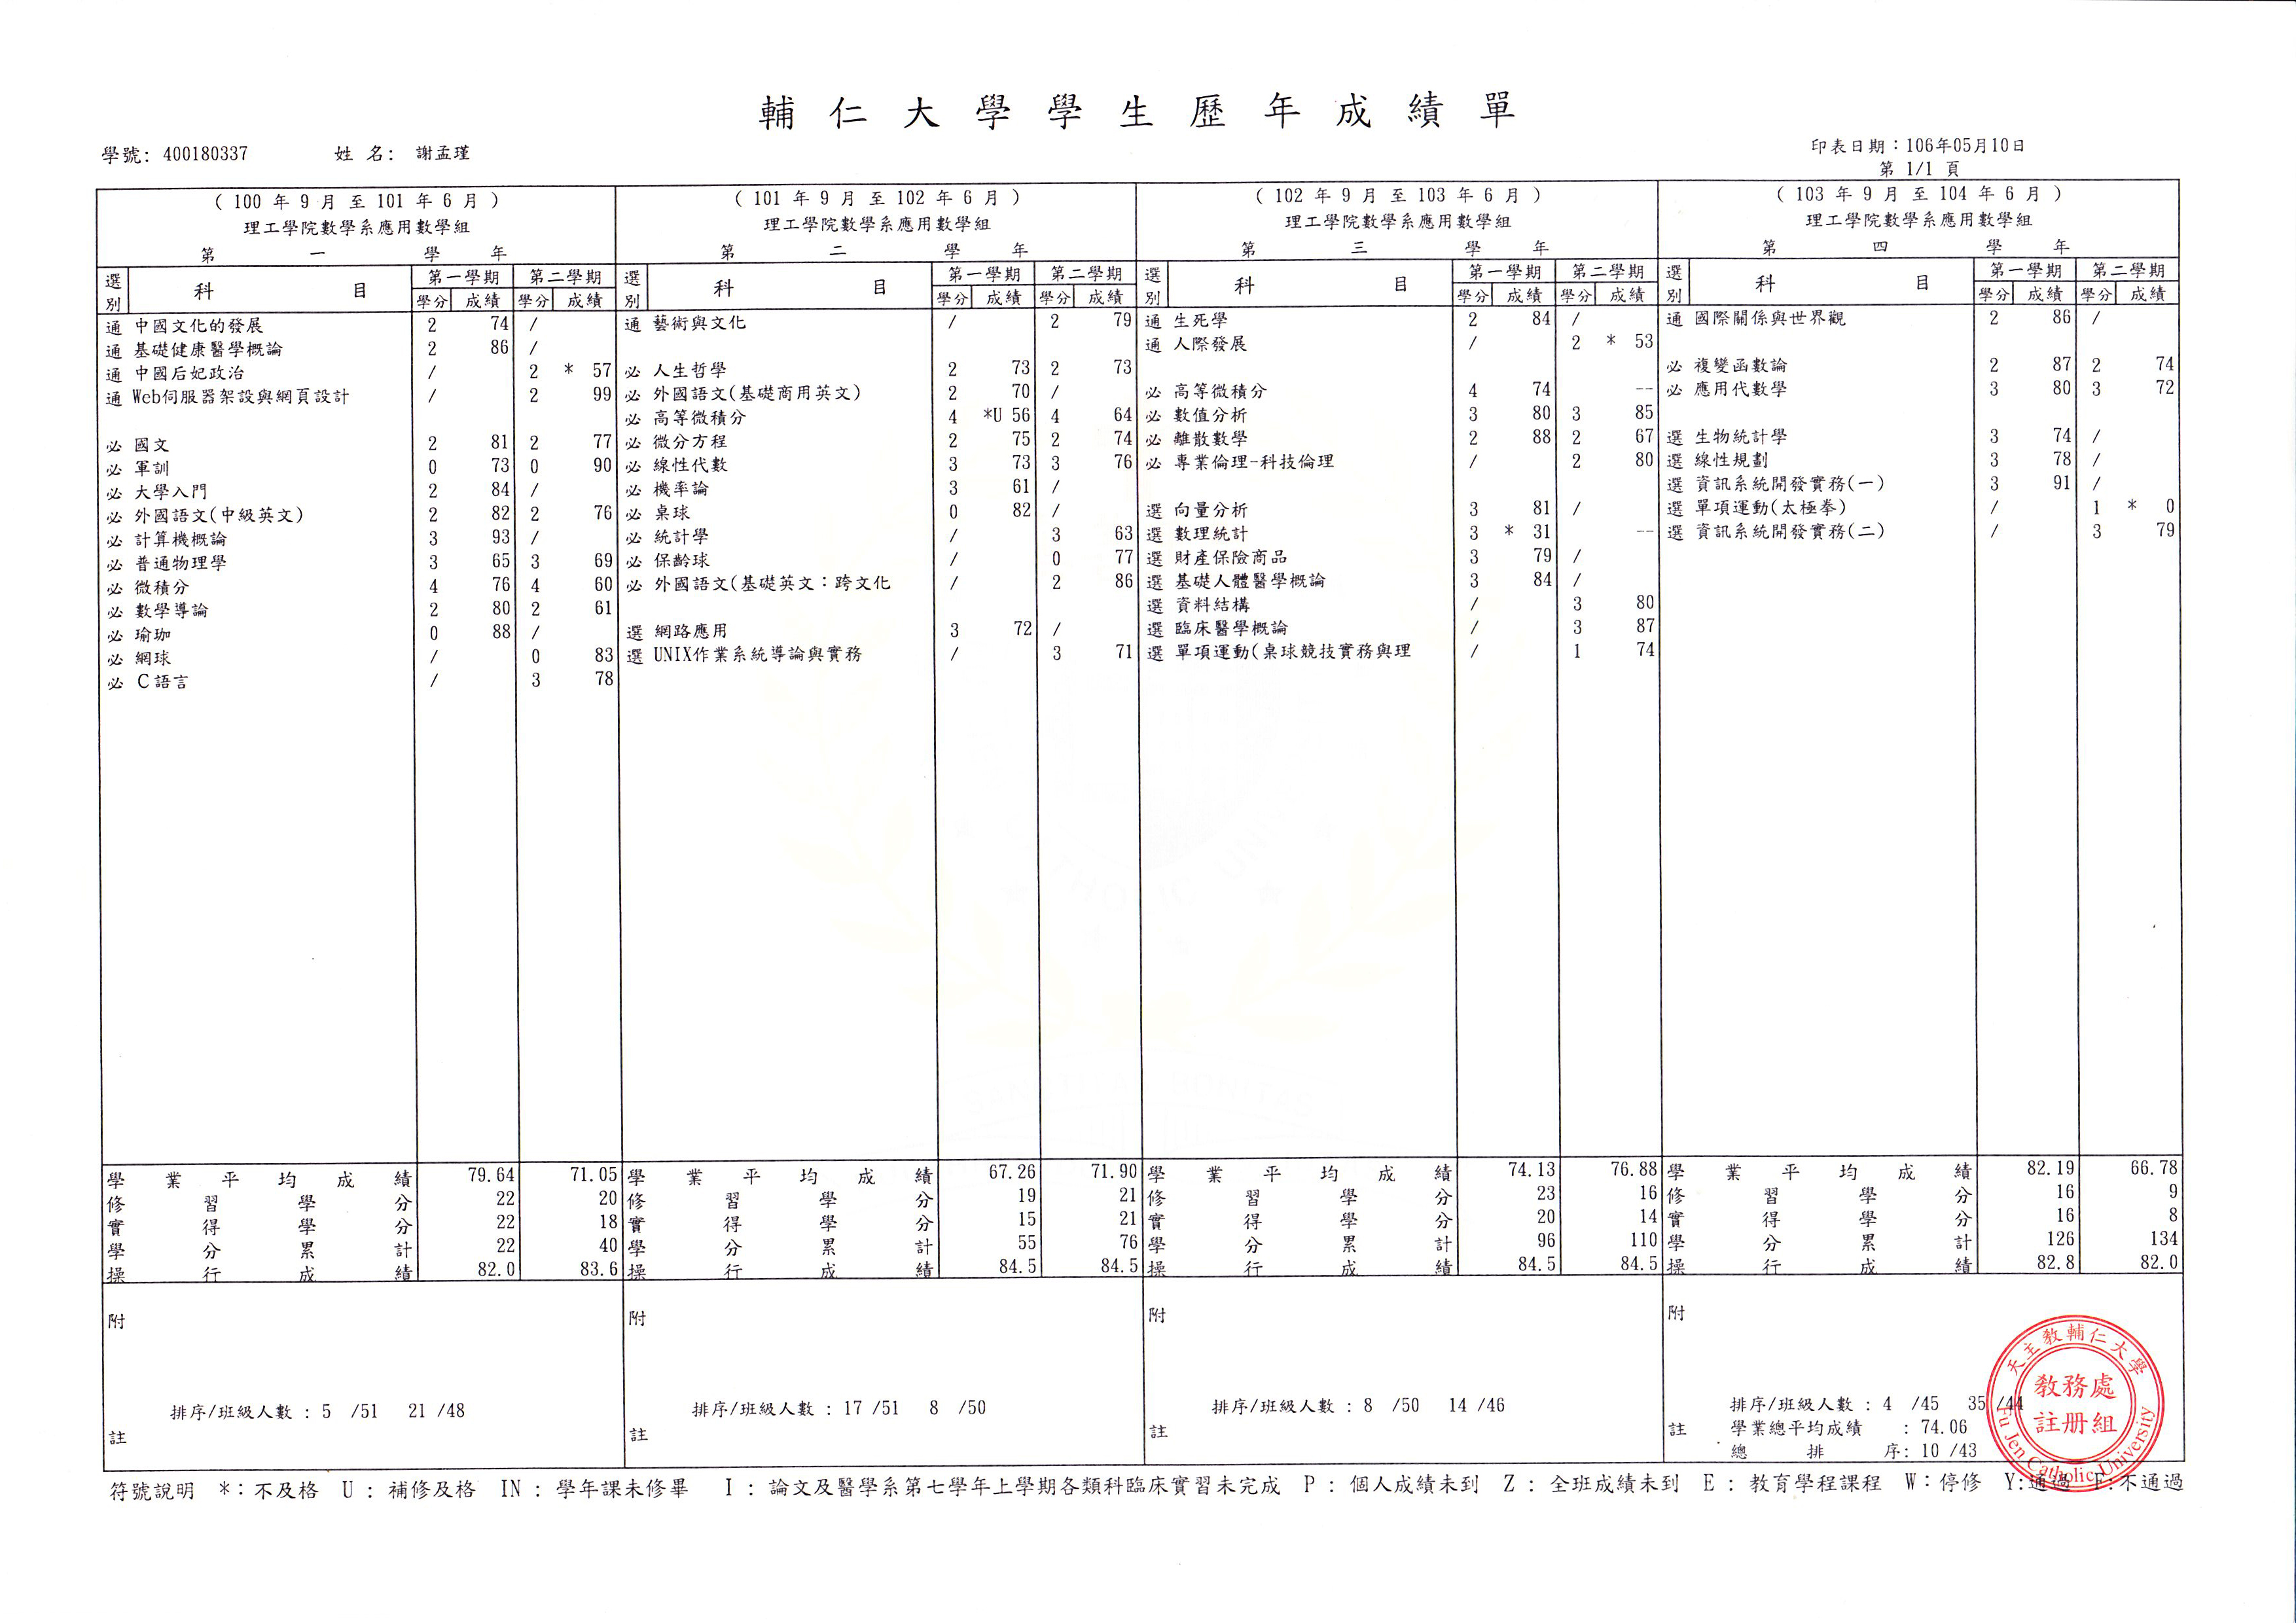 輔仁大學學生歷年成績單
學號: 400180337 姓 名: 謝孟瑾 印表日期：106年05月10日
第 1/1 頁
( 100 年 9 月 至 101 年 6 月 )
理工學院數學系應用數學組
第 一 學 年
選別 科 目 第一學期 第二學期
學分 成績 學分 成績
通 中國文化的發展 2 74 /
通 基礎健康醫學概論 2 86 /
通 中國后妃政治 / 2 * 57
通 Web伺服器架設與網頁設計 / 2 99
必 國文 2 81 2 77
必 軍訓 0 73 0 90
必 大學入門 2 84 /
必 外國語文(中級英文) 2 82 2 76
必 計算機概論 3 93 /
必 普通物理學 3 65 3 69
必 微積分 4 76 4 60
必 數學導論 2 80 2 61
必 瑜珈 0 88 /
必 網球 / 0 83
必 C語言 / 3 78
學業平均成績 79.64 71.05
修習學分 22 20
實得學分 22 18
學分累計 22 40
操行成績 82.0 83.6
附
排序/班級人數 : 5 /51 21 /48
註
( 101 年 9 月 至 102 年 6 月 )
理工學院數學系應用數學組
第 二 學 年
選別 科 目 第一學期 第二學期
學分 成績 學分 成績
通 藝術與文化 / 2 79
必 人生哲學 2 73 2 73
必 外國語文(基礎商用英文) 2 70 /
必 高等微積分 4 *U 56 4 64
必 微分方程 2 75 2 74
必 線性代數 3 73 3 76
必 機率論 3 61 /
必 桌球 0 82 /
必 統計學 / 3 63
必 保齡球 / 0 77
必 外國語文(基礎英文：跨文化 / 2 86
選 網路應用 3 72 /
選 UNIX作業系統導論與實務 / 3 71
學業平均成績 67.26 71.90
修習學分 19 21
實得學分 15 21
學分累計 55 76
操行成績 84.5 84.5
附
排序/班級人數 : 17 /51 8 /50
註
( 102 年 9 月 至 103 年 6 月 )
理工學院數學系應用數學組
第 三 學 年
選別 科 目 第一學期 第二學期
學分 成績 學分 成績
通 生死學 2 84 /
通 人際發展 / 2 * 53
必 高等微積分 4 74 --
必 數值分析 3 80 3 85
必 離散數學 2 88 2 67
必 專業倫理-科技倫理 / 2 80
選 向量分析 3 81 /
選 數理統計 3 * 31 --
選 財產保險商品 3 79 /
選 基礎人體醫學概論 3 84 /
選 資料結構 / 3 80
選 臨床醫學概論 / 3 87
選 單項運動(桌球競技實務與理 / 1 74
學業平均成績 74.13 76.88
修習學分 23 16
實得學分 20 14
學分累計 96 110
操行成績 84.5 84.5
附
排序/班級人數 : 8 /50 14 /46
註
( 103 年 9 月 至 104 年 6 月 )
理工學院數學系應用數學組
第 四 學 年
選別 科 目 第一學期 第二學期
學分 成績 學分 成績
通 國際關係與世界觀 2 86 /
必 複變函數論 2 87 2 74
必 應用代數學 3 80 3 72
選 生物統計學 3 74 /
選 線性規劃 3 78 /
選 資訊系統開發實務(一) 3 91 /
選 單項運動(太極拳) / 1 * 0
選 資訊系統開發實務(二) / 3 79
學業平均成績 82.19 66.78
修習學分 16 9
實得學分 16 8
學分累計 126 134
操行成績 82.8 82.0
附
排序/班級人數 : 4 /45 35 /44
註 學業總平均成績 : 74.06
總 排 序: 10 /43
天主教輔仁大學
教務處
註冊組
Fu Jen Catholic University
符號說明 *：不及格 U : 補修及格 IN : 學年課未修畢 I : 論文及醫學系第七學年上學期各類科臨床實習未完成 P : 個人成績未到 Z : 全班成績未到 E : 教育學程課程 W：停修 Y:通過 F:不通過